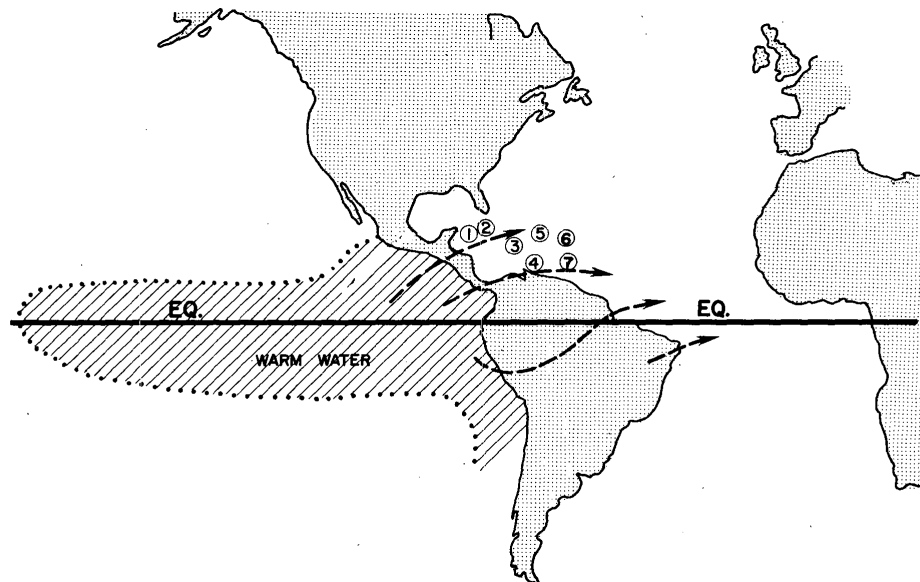 ① ②
③ ⑤ ⑥
④ ⑦
EQ. EQ.
WARM WATER